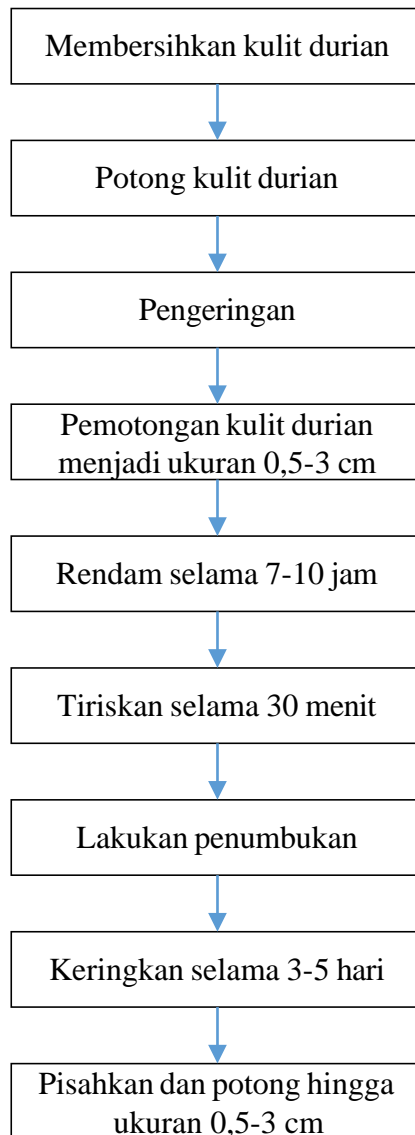 Membersihkan kulit durian
Potong kulit durian
Pengeringan
Pemotongan kulit durian
menjadi ukuran 0,5-3 cm
Rendam selama 7-10 jam
Tiriskan selama 30 menit
Lakukan penumbukan
Keringkan selama 3-5 hari
Pisahkan dan potong hingga
ukuran 0,5-3 cm